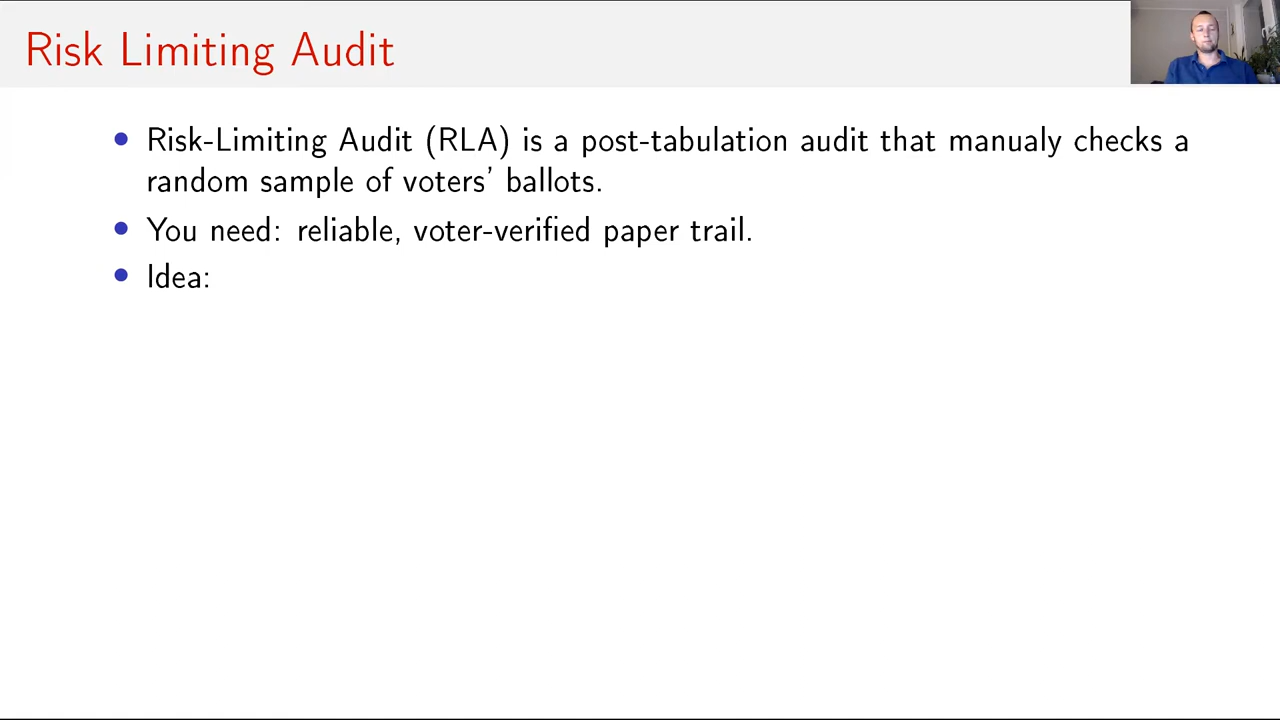 Risk Limiting Audit
• Risk-Limiting Audit (RLA) is a post-tabulation audit that manualy checks a
random sample of voters' ballots.
• You need: reliable, voter-verified paper trail.
• Idea: